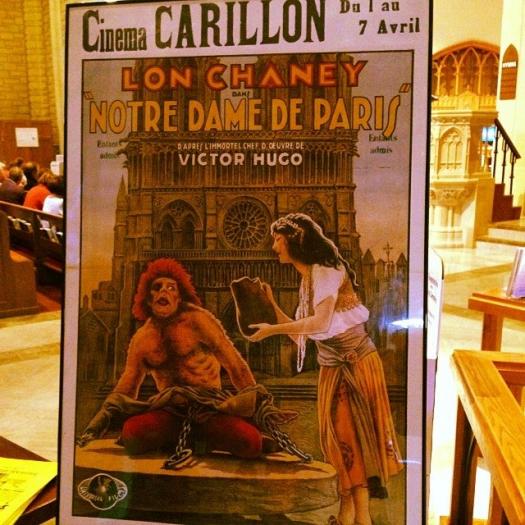 Cinema CARILLON
Du 1 au
7 Avril
LON CHANEY
DANS
"NOTRE DAME DE PARIS"
Enfants
admis
Enfants
admis
D'APRÈS L'IMMORTEL CHEF D'OEUVRE DE
VICTOR HUGO